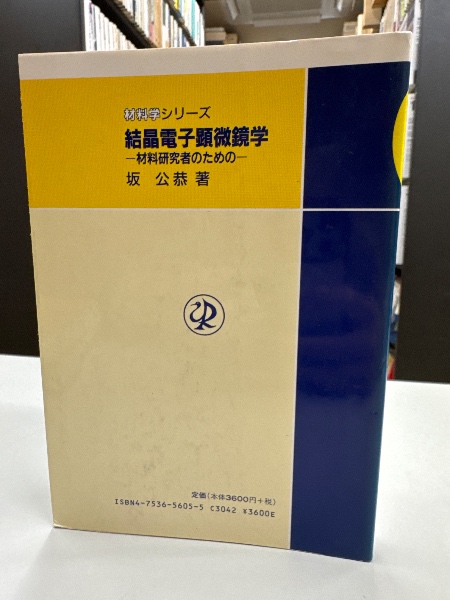 材料学シリーズ
結晶電子顕微鏡学
―材料研究者のための―
坂 公恭 著
定価(本体3600円+税)
ISBN4-7536-5605-5 C3042 ¥3600E